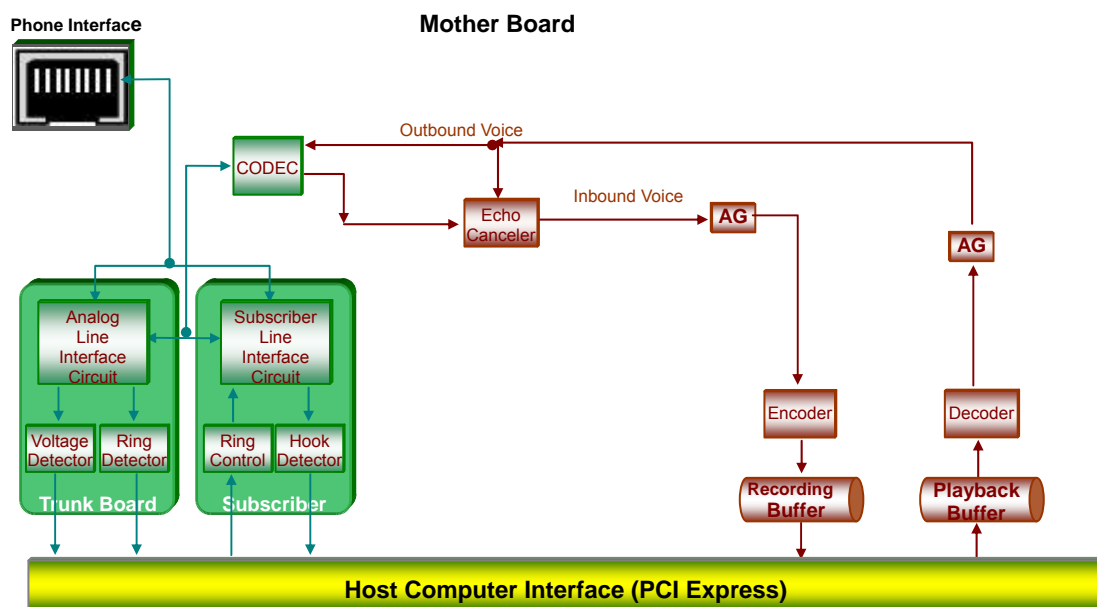 Mother Board
Phone Interface
Outbound Voice
CODEC
Inbound Voice
Echo
Canceler
AG
AG
Analog
Line
Interface
Circuit
Subscriber
Line
Interface
Circuit
Encoder
Decoder
Voltage
Detector
Ring
Detector
Ring
Control
Hook
Detector
Trunk Board
Subscriber
Recording
Buffer
Playback
Buffer
Host Computer Interface (PCI Express)